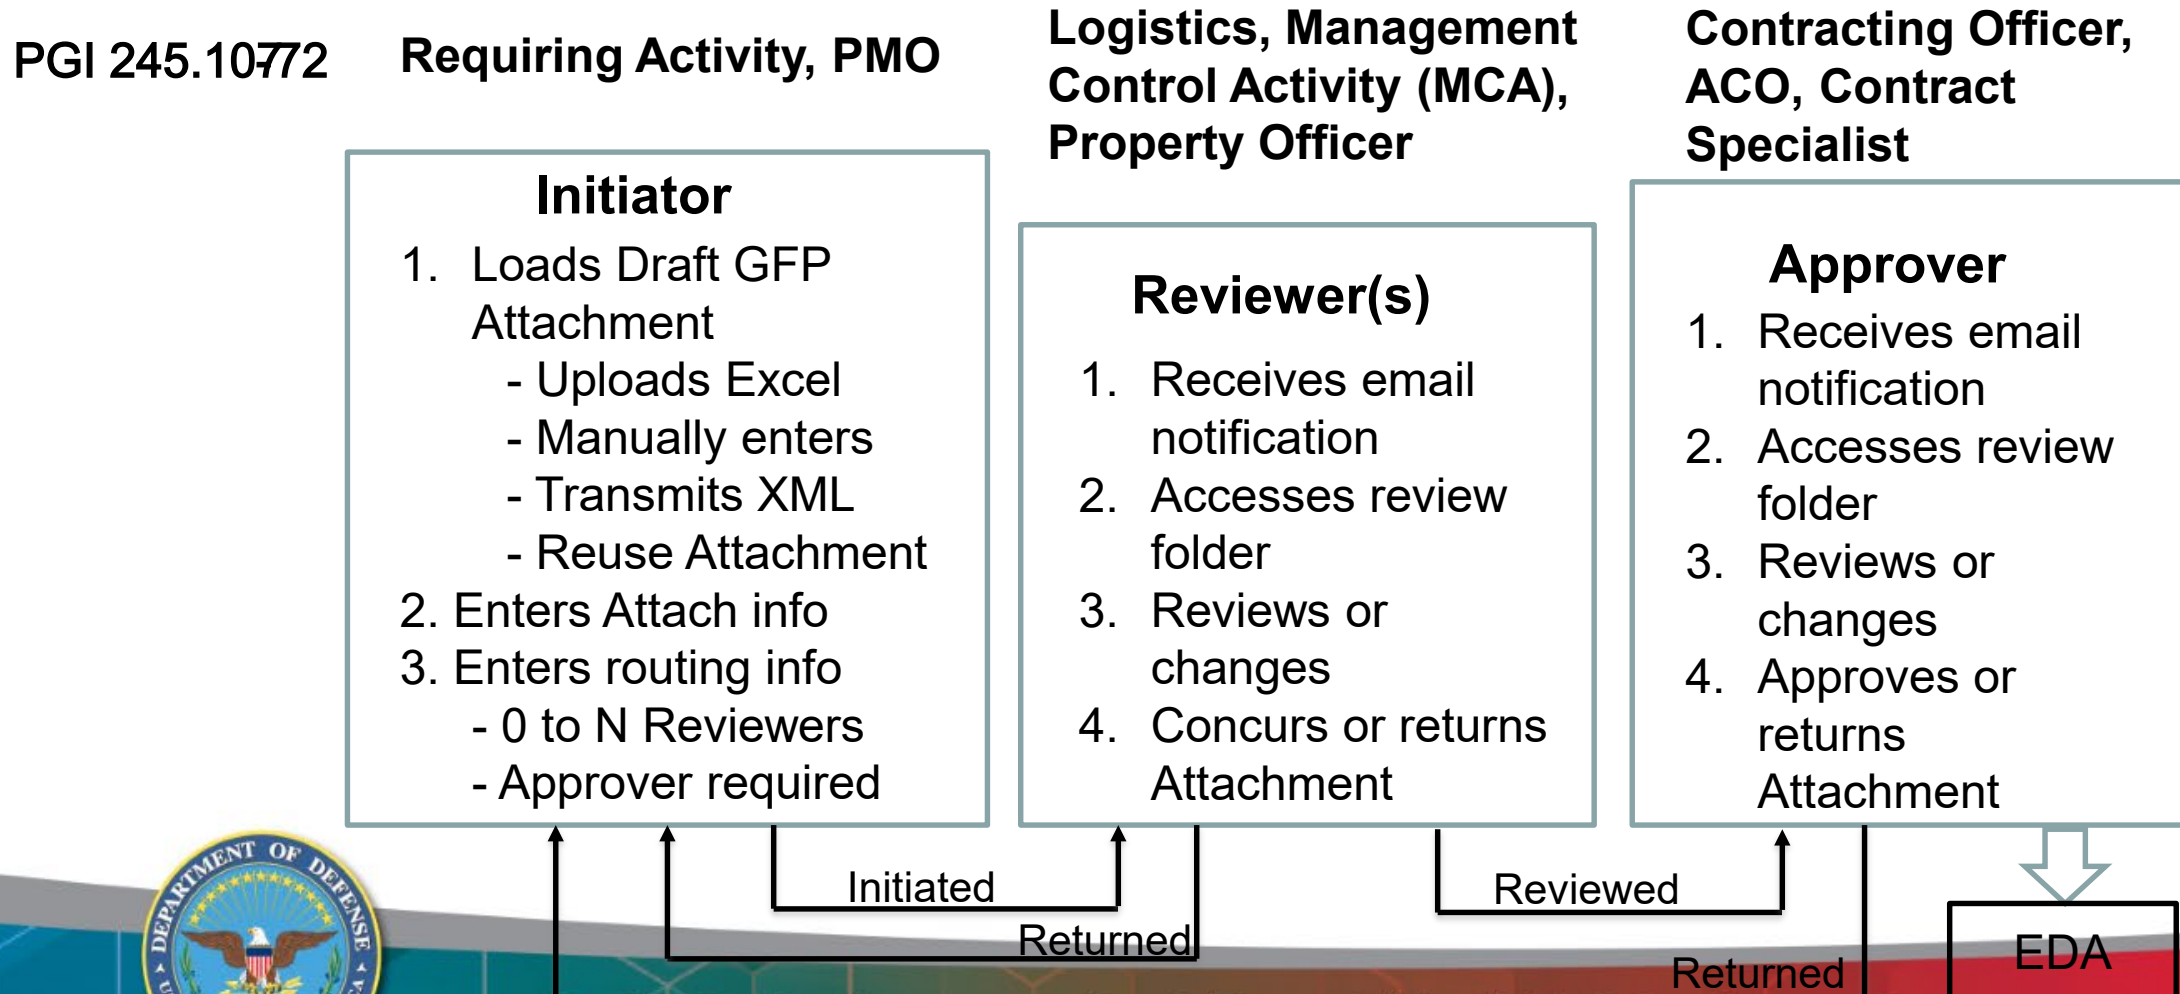 PGI 245.10772
Requiring Activity, PMO
Logistics, Management
Control Activity (MCA),
Property Officer
Contracting Officer,
ACO, Contract
Specialist
Initiator
1. Loads Draft GFP
Attachment
- Uploads Excel
- Manually enters
- Transmits XML
- Reuse Attachment
2. Enters Attach info
3. Enters routing info
- 0 to N Reviewers
- Approver required
Reviewer(s)
1. Receives email
notification
2. Accesses review
folder
3. Reviews or
changes
4. Concurs or returns
Attachment
Approver
1. Receives email
notification
2. Accesses review
folder
3. Reviews or
changes
4. Approves or
returns
Attachment
Initiated
Reviewed
Returned
Returned
EDA
DEPARTMENT OF DEFENSE